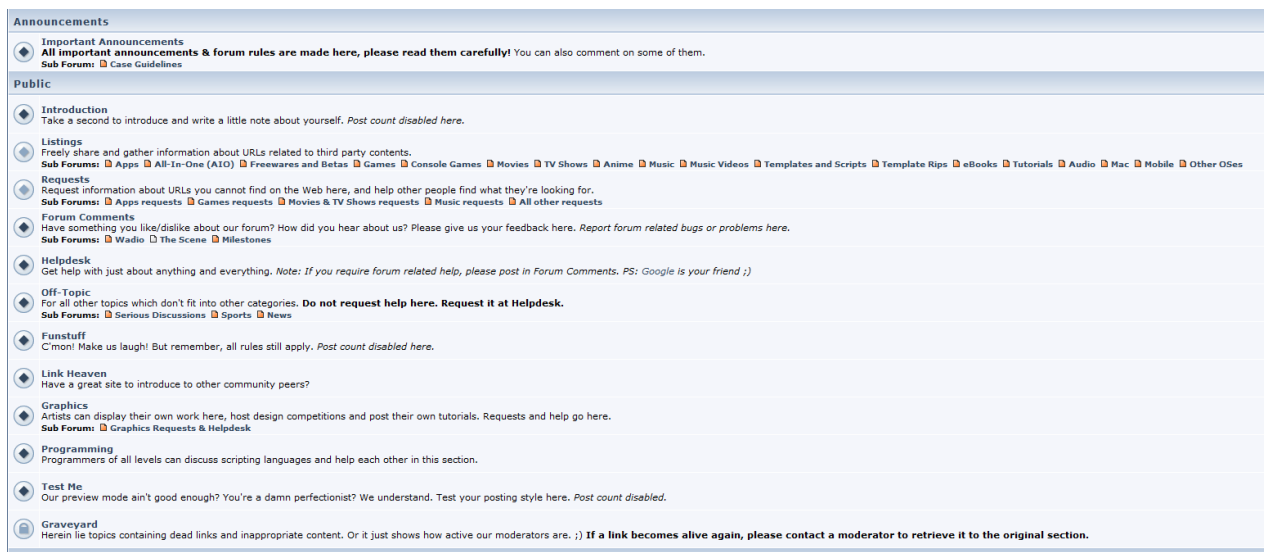 Announcements
Important Announcements
All important announcements & forum rules are made here, please read them carefully! You can also comment on some of them.
Sub Forum: Case Guidelines
Public
Introduction
Take a second to introduce and write a little note about yourself. Post count disabled here.
Listings
Freely share and gather information about URLs related to third party contents.
Sub Forums: Apps All-In-One (AIO) Freewares and Betas Games Console Games Movies TV Shows Anime Music Music Videos Templates and Scripts Template Rips eBooks Tutorials Audio Mac Mobile Other OSes
Requests
Request information about URLs you cannot find on the Web here, and help other people find what they're looking for.
Sub Forums: Apps requests Games requests Movies & TV Shows requests Music requests All other requests
Forum Comments
Have something you like/dislike about our forum? How did you hear about us? Please give us your feedback here. Report forum related bugs or problems here.
Sub Forums: Wadio The Scene Milestones
Helpdesk
Get help with just about anything and everything. Note: If you require forum related help, please post in Forum Comments. PS: Google is your friend ;)
Off-Topic
For all other topics which don't fit into other categories. Do not request help here. Request it at Helpdesk.
Sub Forums: Serious Discussions Sports News
Funstuff
C'mon! Make us laugh! But remember, all rules still apply. Post count disabled here.
Link Heaven
Have a great site to introduce to other community peers?
Graphics
Artists can display their own work here, host design competitions and post their own tutorials. Requests and help go here.
Sub Forum: Graphics Requests & Helpdesk
Programming
Programmers of all levels can discuss scripting languages and help each other in this section.
Test Me
Our preview mode ain't good enough? You're a damn perfectionist? We understand. Test your posting style here. Post count disabled.
Graveyard
Herein lie topics containing dead links and inappropriate content. Or it just shows how active our moderators are. ;) If a link becomes alive again, please contact a moderator to retrieve it to the original section.